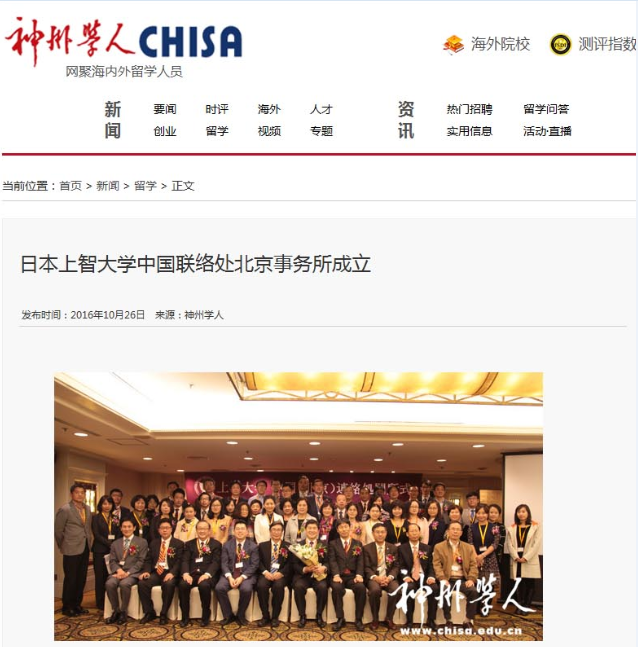 神州学人CHISA
网聚海内外留学人员
海外院校
测评指数
新闻
要闻 时评 海外 人才
创业 留学 视频 专题
资讯
热门招聘 留学问答
实用信息 活动·直播
当前位置：首页 > 新闻 > 留学 > 正文
日本上智大学中国联络处北京事务所成立
发布时间：2016年10月26日 来源：神州学人
神州学人
www.chisa.edu.cn